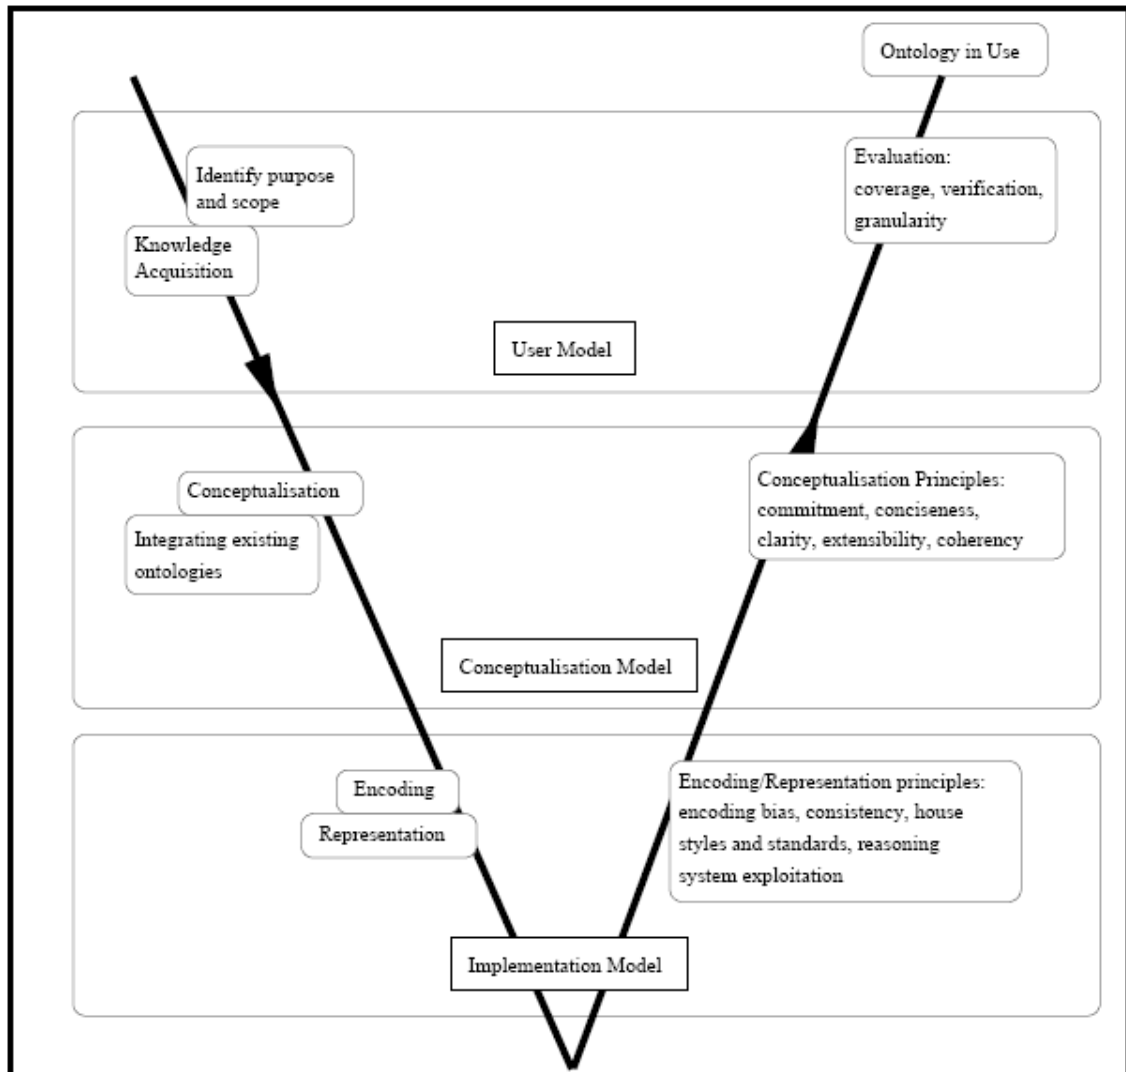 Ontology in Use
Identify purpose
and scope
Knowledge
Acquisition
Evaluation:
coverage, verification,
granularity
User Model
Conceptualisation
Integrating existing
ontologies
Conceptualisation Principles:
commitment, conciseness,
clarity, extensibility, coherency
Conceptualisation Model
Encoding
Representation
Encoding/Representation principles:
encoding bias, consistency, house
styles and standards, reasoning
system exploitation
Implementation Model